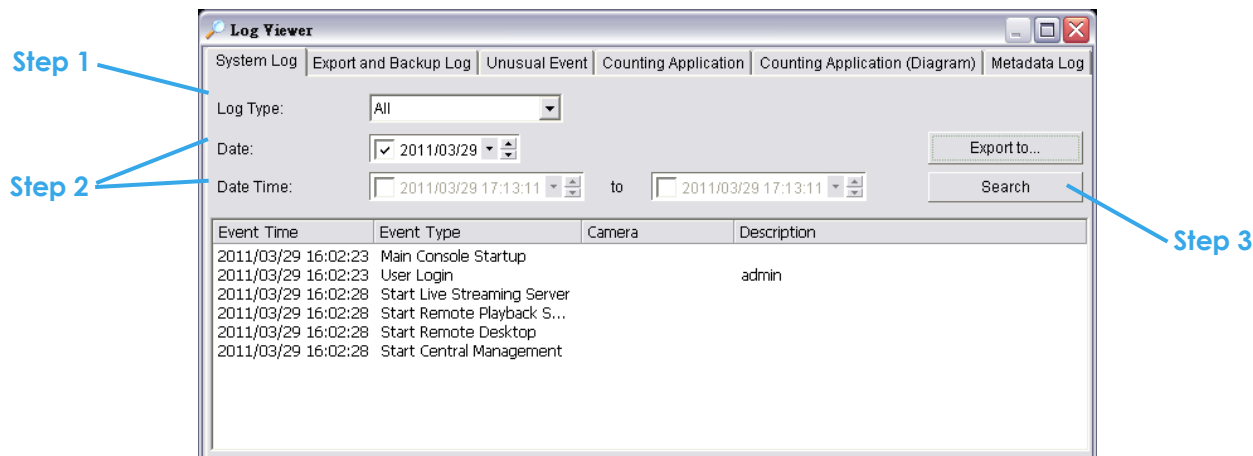 Log Viewer
System Log Export and Backup Log Unusual Event Counting Application Counting Application (Diagram) Metadata Log
Step 1
Log Type: All
Date: 2011/03/29 Export to...
Step 2
Date Time: 2011/03/29 17:13:11 to 2011/03/29 17:13:11 Search
Step 3
Event Time Event Type Camera Description
2011/03/29 16:02:23 Main Console Startup
2011/03/29 16:02:23 User Login admin
2011/03/29 16:02:28 Start Live Streaming Server
2011/03/29 16:02:28 Start Remote Playback S...
2011/03/29 16:02:28 Start Remote Desktop
2011/03/29 16:02:28 Start Central Management